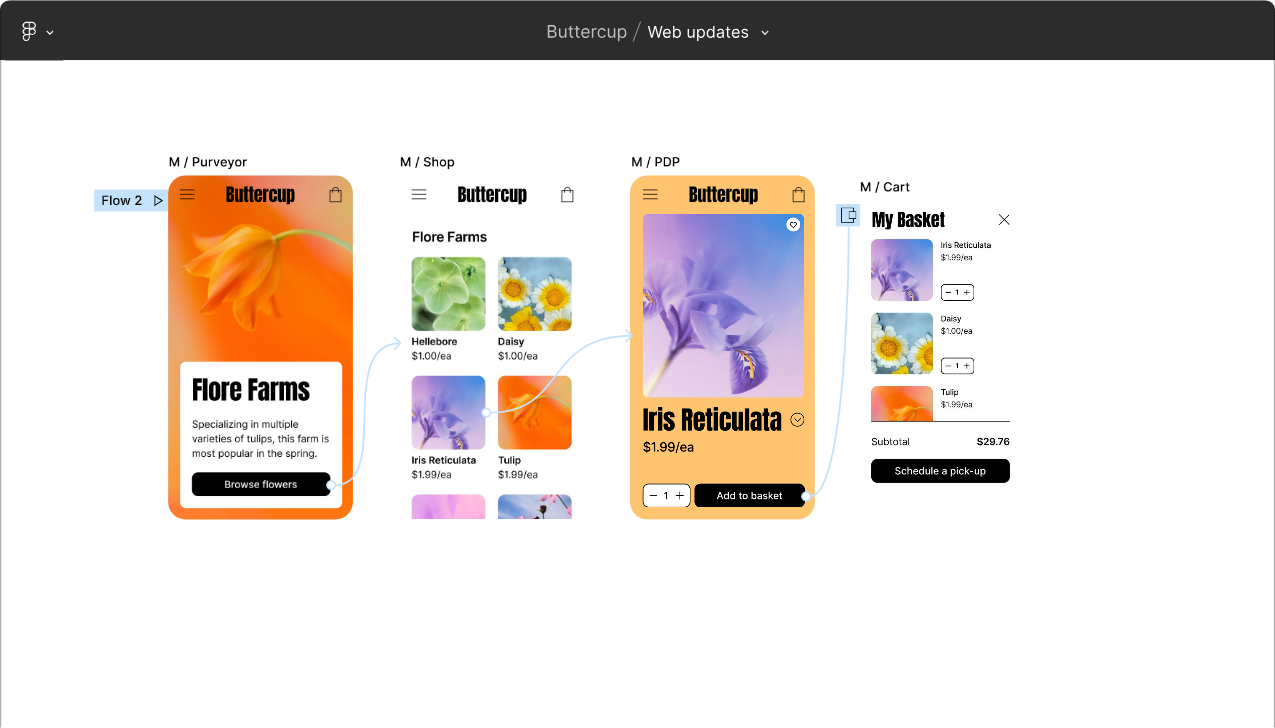 Buttercup / Web updates
M / Purveyor
Flow 2
Buttercup
Flore Farms
Specializing in multiple
varieties of tulips, this farm is
most popular in the spring.
Browse flowers
M / Shop
Buttercup
Flore Farms
Hellebore
$1.00/ea
Daisy
$1.00/ea
Iris Reticulata
$1.99/ea
Tulip
$1.99/ea
M / PDP
Buttercup
Iris Reticulata
$1.99/ea
− 1 +
Add to basket
M / Cart
My Basket
Iris Reticulata
$1.99/ea
− 1 +
Daisy
$1.00/ea
− 1 +
Tulip
$1.99/ea
Subtotal $29.76
Schedule a pick-up